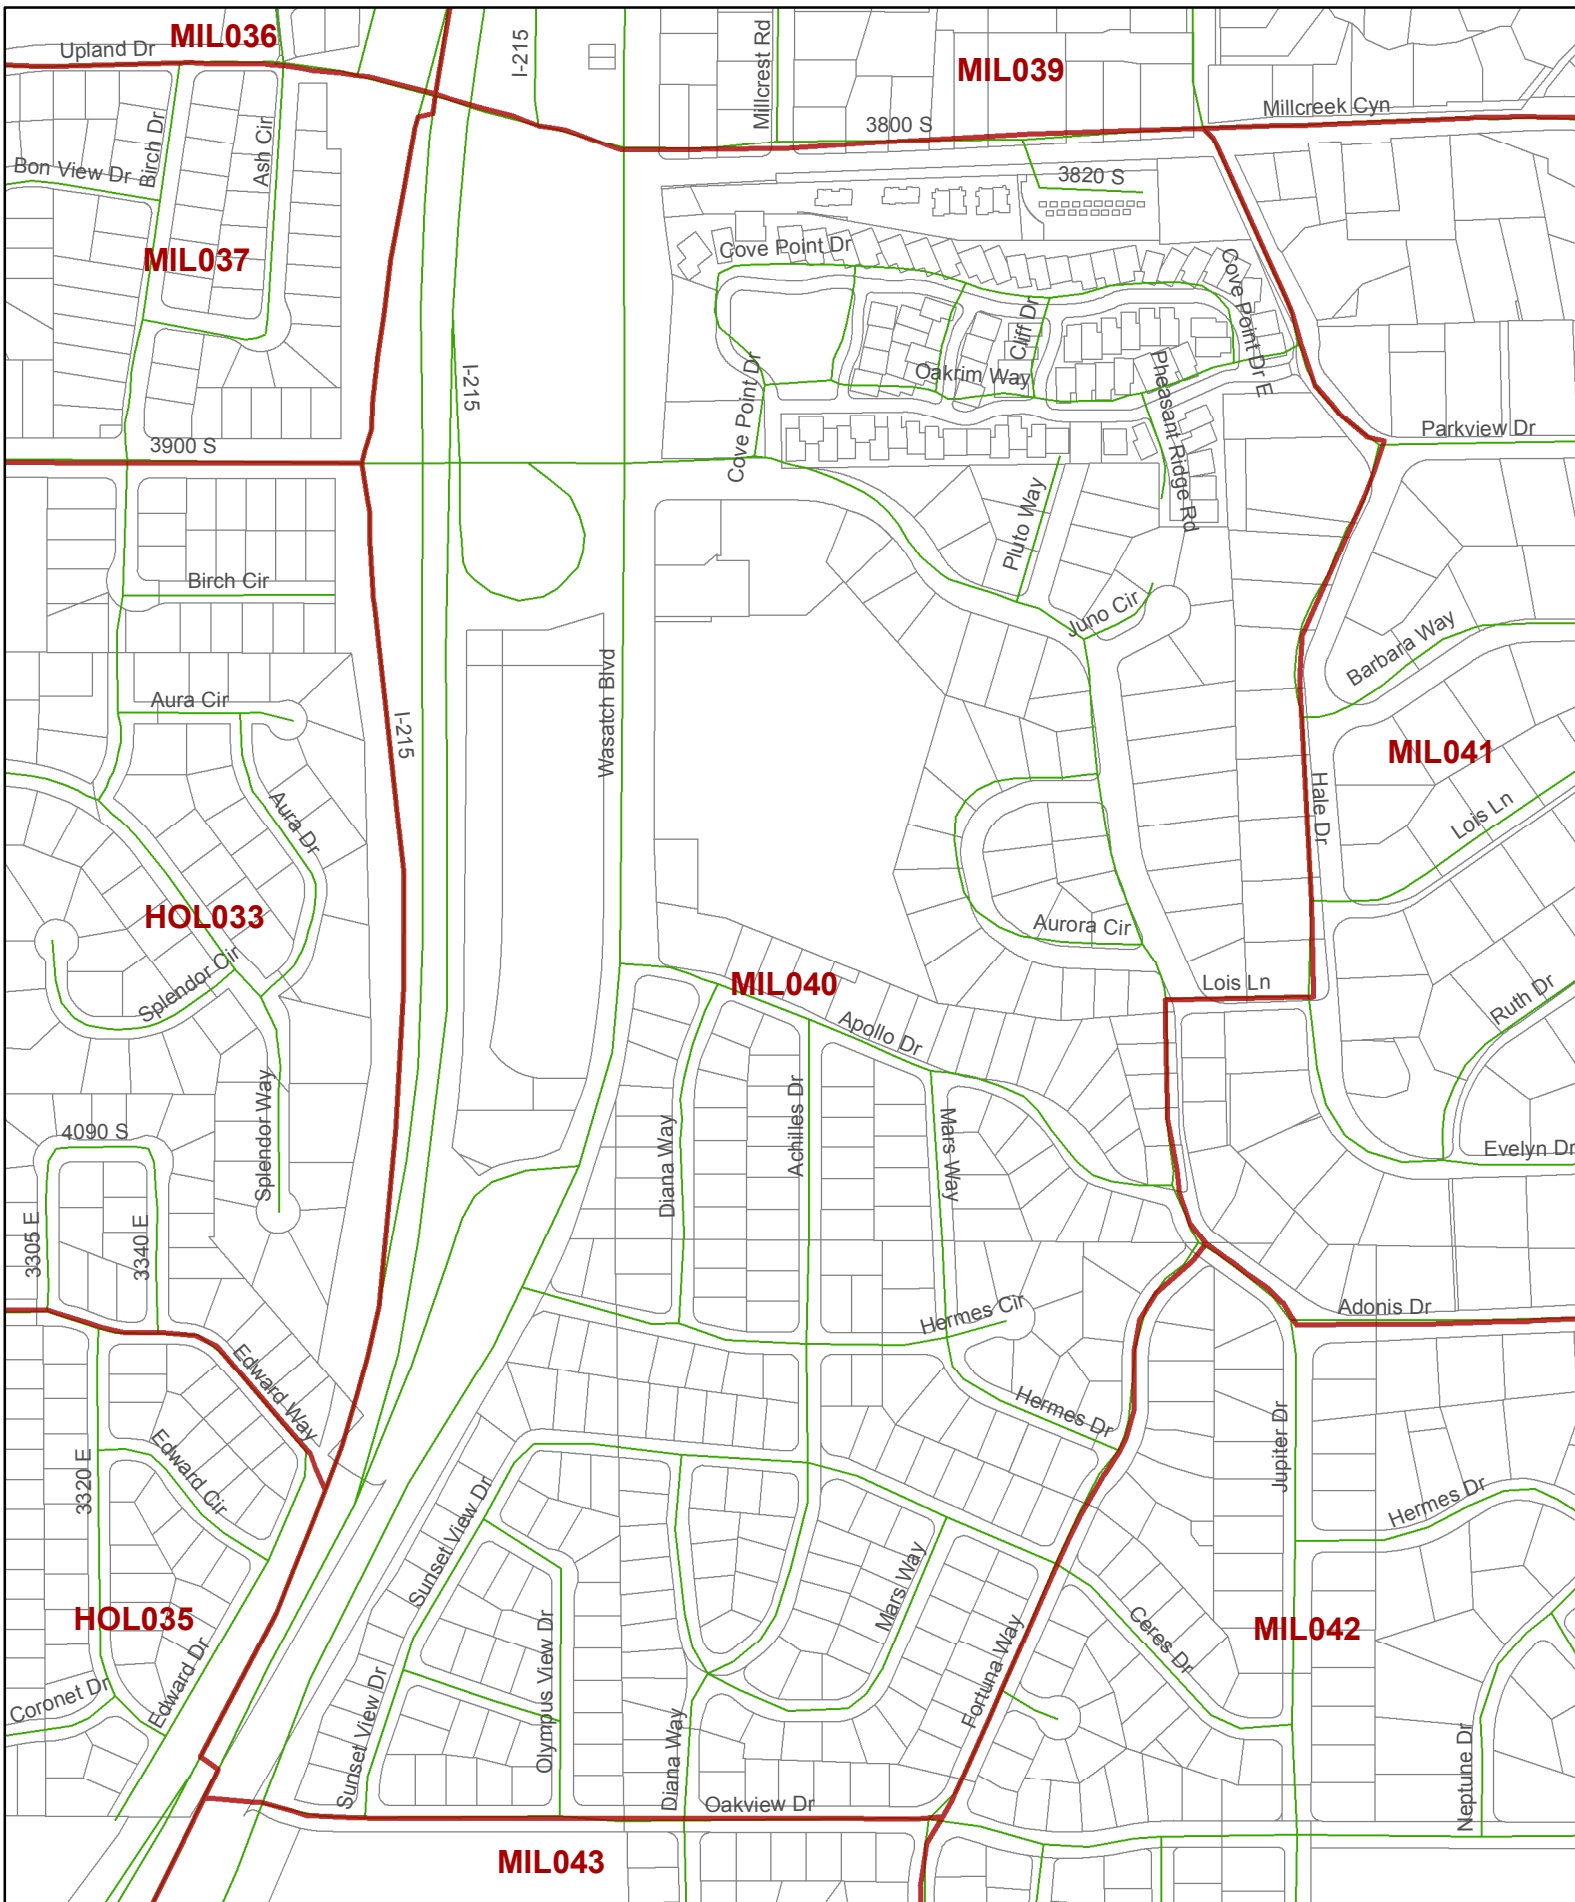 MIL036
Upland Dr
I-215
Millcrest Rd
MIL039
Millcreek Cyn
3800 S
Birch Dr
Ash Cir
Bon View Dr
3820 S
MIL037
Cove Point Dr
Cove Point Dr E
Cliff Dr
Oakrim Way
Pheasant Ridge Rd
I-215
Cove Point Dr
3900 S
Parkview Dr
Pluto Way
Birch Cir
Juno Cir
Barbara Way
Aura Cir
I-215
Wasatch Blvd
MIL041
Hale Dr
Lois Ln
Aura Dr
HOL033
Aurora Cir
Splendor Cir
MIL040
Lois Ln
Ruth Dr
Apollo Dr
Splendor Way
Achilles Dr
Diana Way
Mars Way
4090 S
Evelyn Dr
3305 E
3340 E
Hermes Cir
Adonis Dr
Edward Way
Hermes Dr
Jupiter Dr
3320 E
Edward Cir
Hermes Dr
Sunset View Dr
Mars Way
HOL035
Olympus View Dr
Ceres Dr
MIL042
Fortuna Way
Edward Dr
Coronet Dr
Sunset View Dr
Diana Way
Neptune Dr
Oakview Dr
MIL043